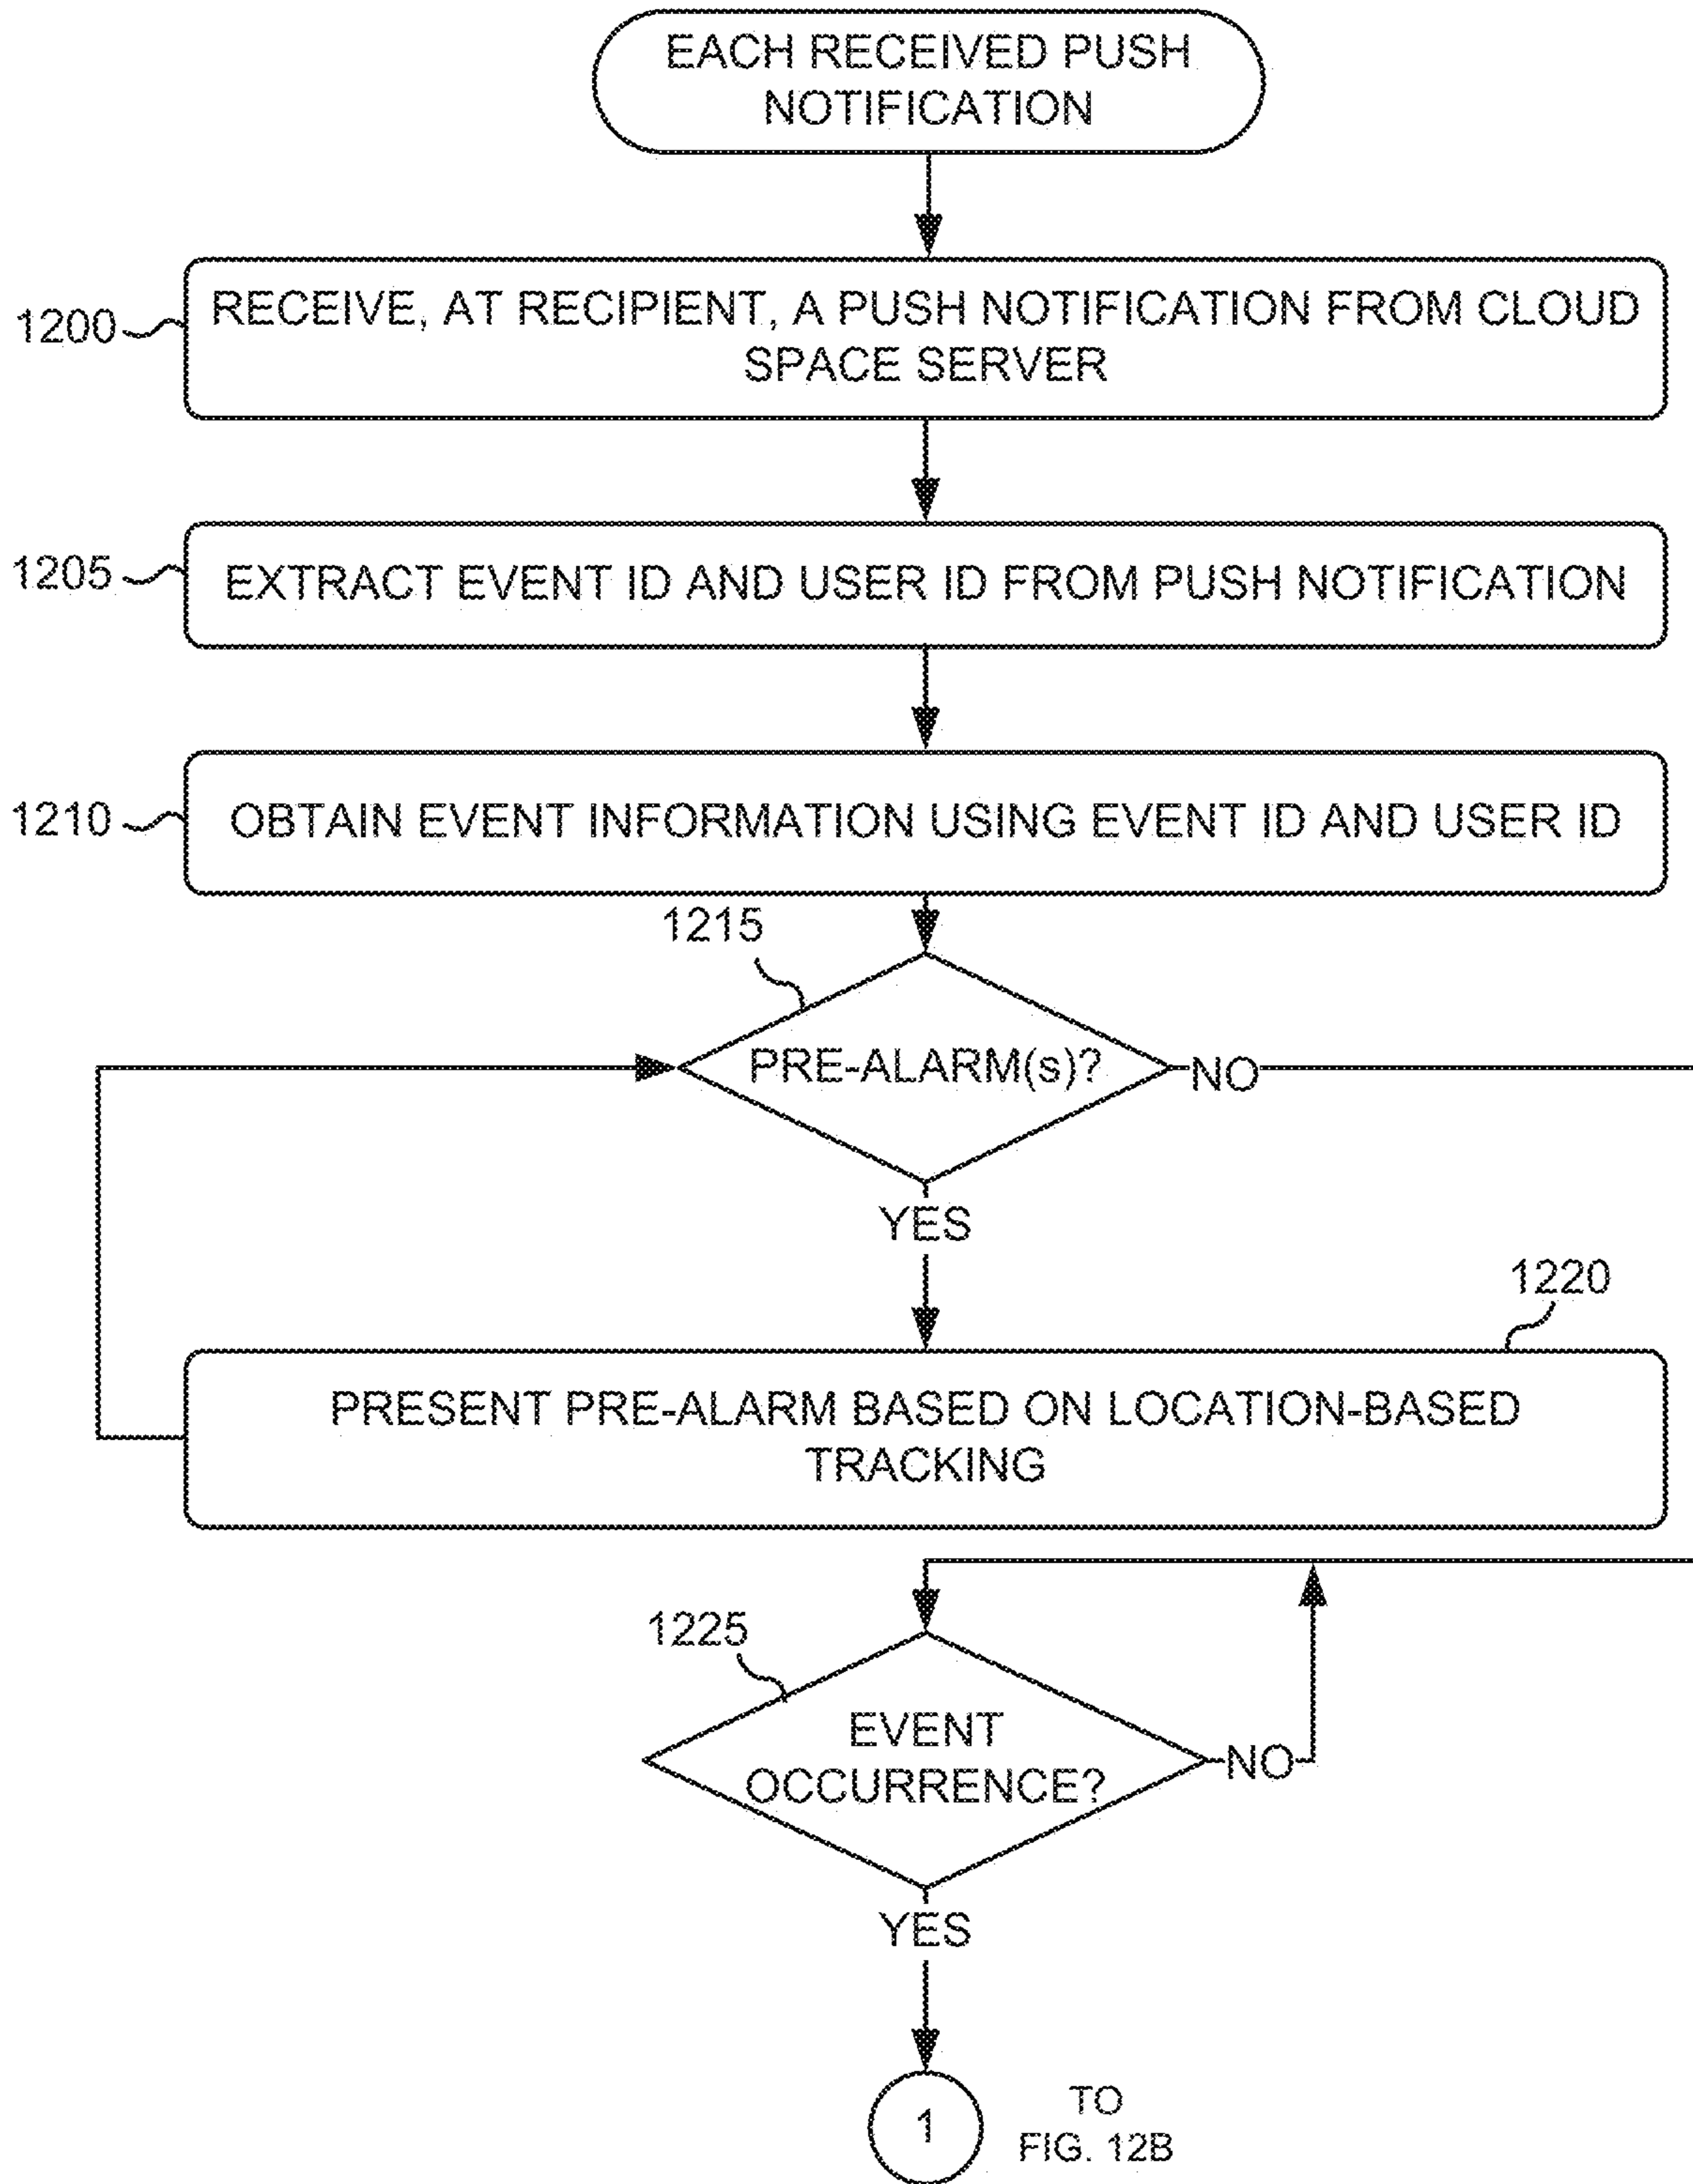 EACH RECEIVED PUSH
NOTIFICATION
1200
RECEIVE, AT RECIPIENT, A PUSH NOTIFICATION FROM CLOUD
SPACE SERVER
1205
EXTRACT EVENT ID AND USER ID FROM PUSH NOTIFICATION
1210
OBTAIN EVENT INFORMATION USING EVENT ID AND USER ID
1215
PRE-ALARM(s)?
NO
YES
1220
PRESENT PRE-ALARM BASED ON LOCATION-BASED
TRACKING
1225
EVENT
OCCURRENCE?
NO
YES
1
TO
FIG. 12B